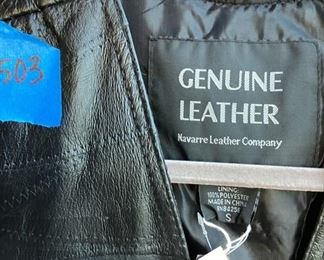 503
GENUINE
LEATHER
Navarre Leather Company
LINING:
100% POLYESTER
MADE IN CHINA
S